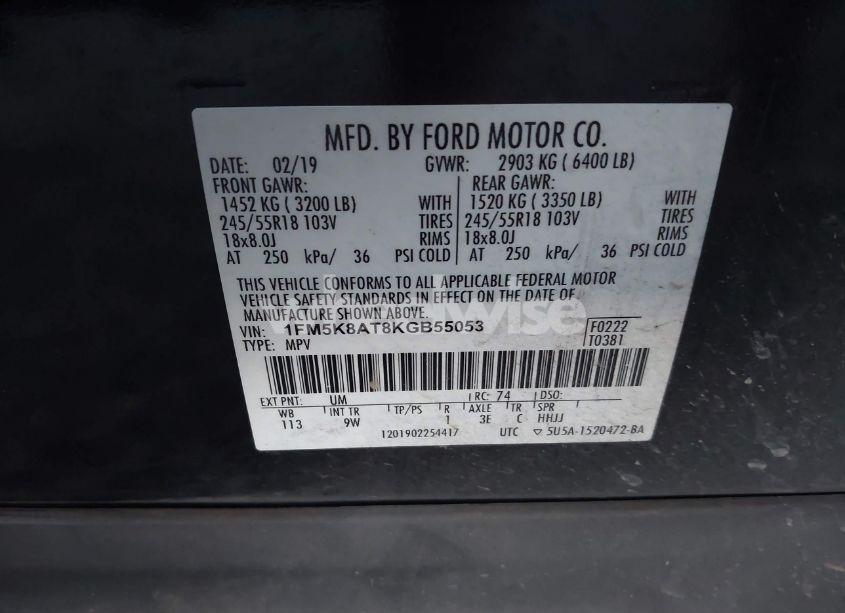 MFD. BY FORD MOTOR CO.
DATE: 02/19 GVWR: 2903 KG ( 6400 LB)
FRONT GAWR: REAR GAWR:
1452 KG ( 3200 LB) WITH 1520 KG ( 3350 LB) WITH
245/55R18 103V TIRES 245/55R18 103V TIRES
18x8.0J RIMS 18x8.0J RIMS
AT 250 kPa/ 36 PSI COLD AT 250 kPa/ 36 PSI COLD
THIS VEHICLE CONFORMS TO ALL APPLICABLE FEDERAL MOTOR
VEHICLE SAFETY STANDARDS IN EFFECT ON THE DATE OF
MANUFACTURE SHOWN ABOVE.
VIN: 1FM5K8AT8KGB55053 F0222
TYPE: MPV T0381
EXT PNT: UM RC: 74 DSO:
WB INT TR TP/PS R AXLE TR SPR
113 9W 1 3E C HHJJ
1201902254417 UTC ▽ 5U5A-1520472-BA